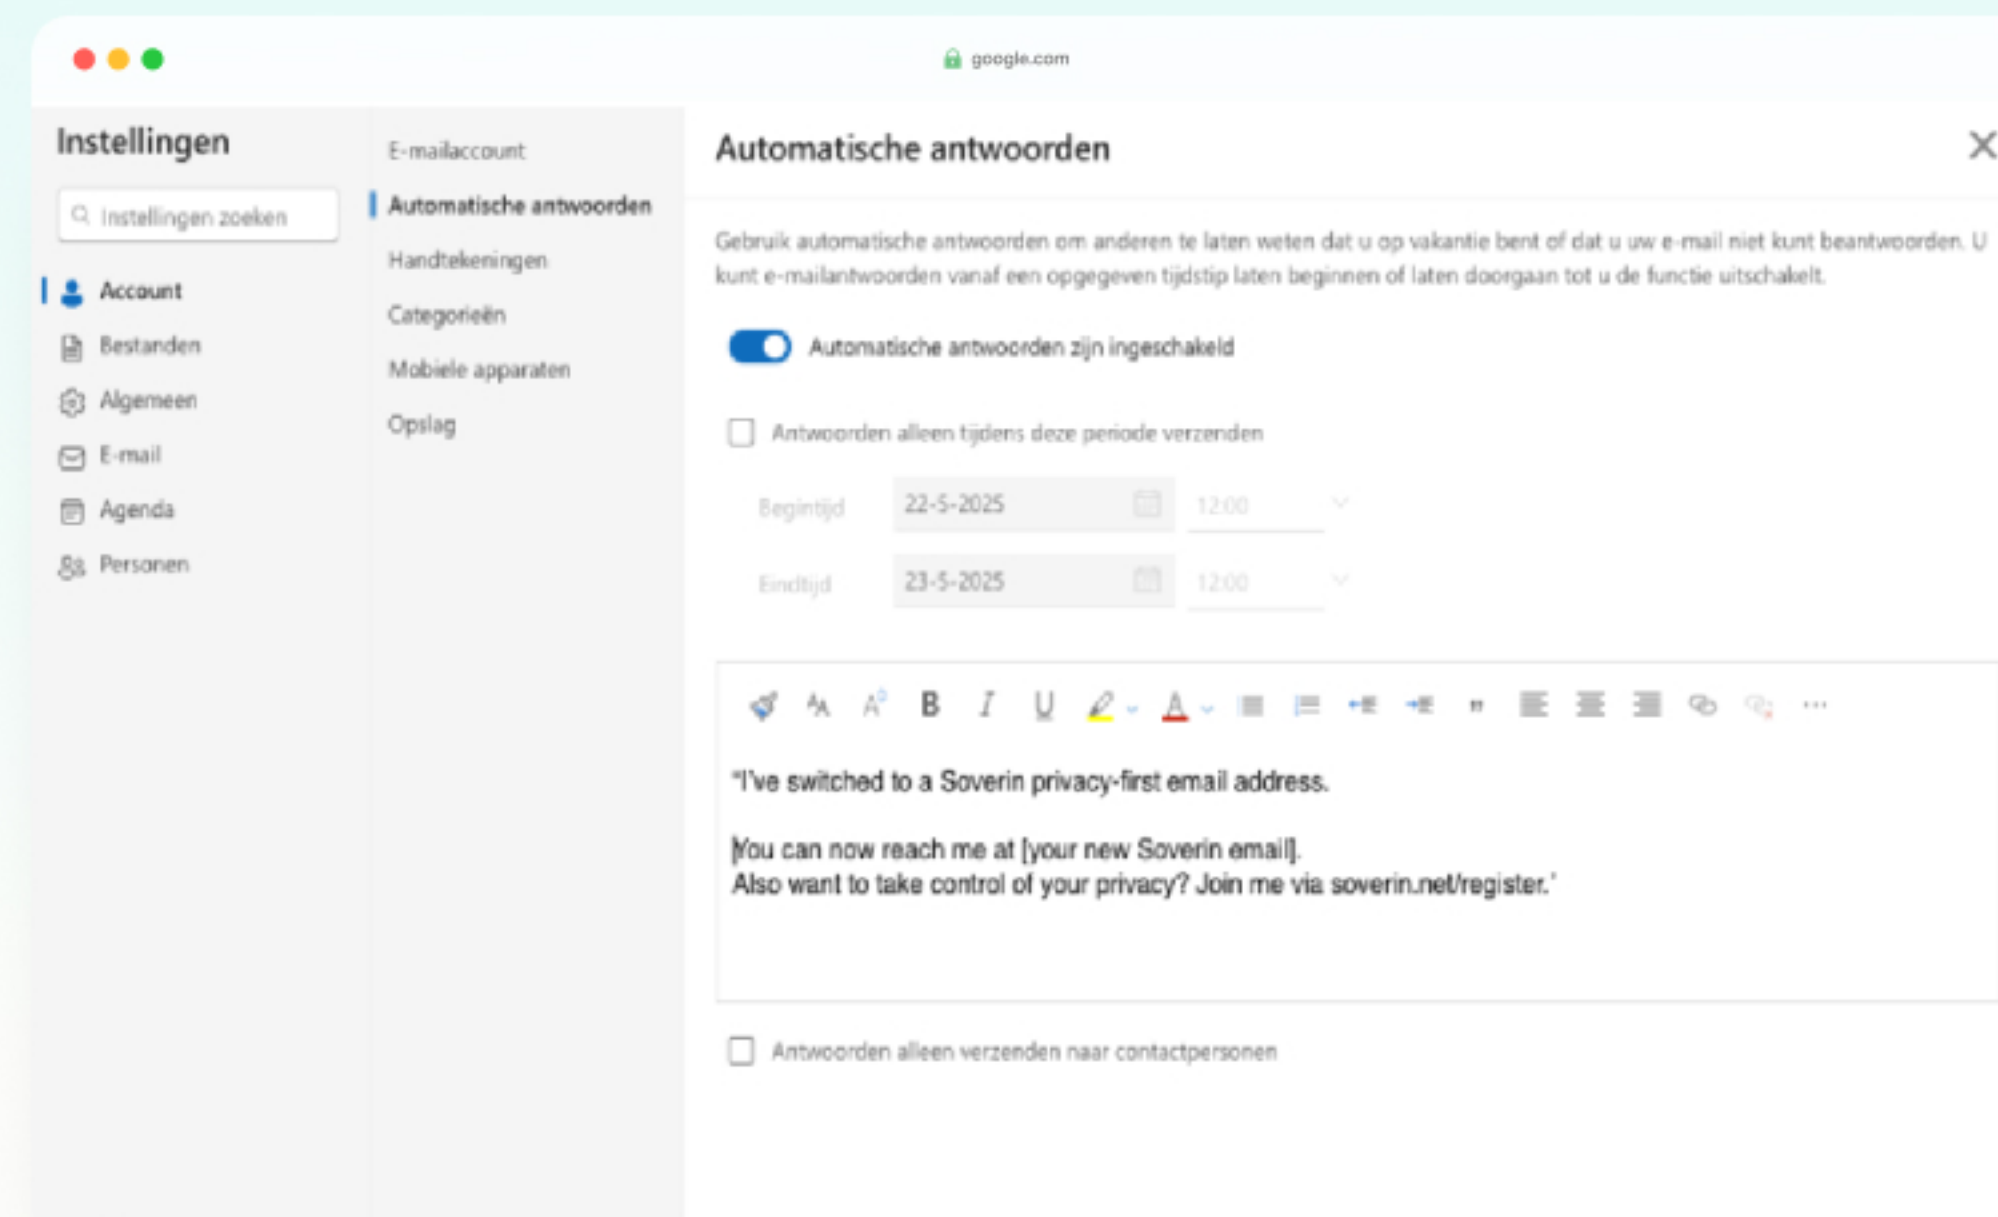 google.com
Instellingen
Instellingen zoeken
Account
Bestanden
Algemeen
E-mail
Agenda
Personen
E-mailaccount
Automatische antwoorden
Handtekeningen
Categorieën
Mobiele apparaten
Opslag
Automatische antwoorden
Gebruik automatische antwoorden om anderen te laten weten dat u op vakantie bent of dat u uw e-mail niet kunt beantwoorden. U
kunt e-mailantwoorden vanaf een opgegeven tijdstip laten beginnen of laten doorgaan tot u de functie uitschakelt.
Automatische antwoorden zijn ingeschakeld
Antwoorden alleen tijdens deze periode verzenden
Begintijd 22-5-2025 12:00
Eindtijd 23-5-2025 12:00
"I've switched to a Soverin privacy-first email address.
You can now reach me at [your new Soverin email].
Also want to take control of your privacy? Join me via soverin.net/register.'
Antwoorden alleen verzenden naar contactpersonen